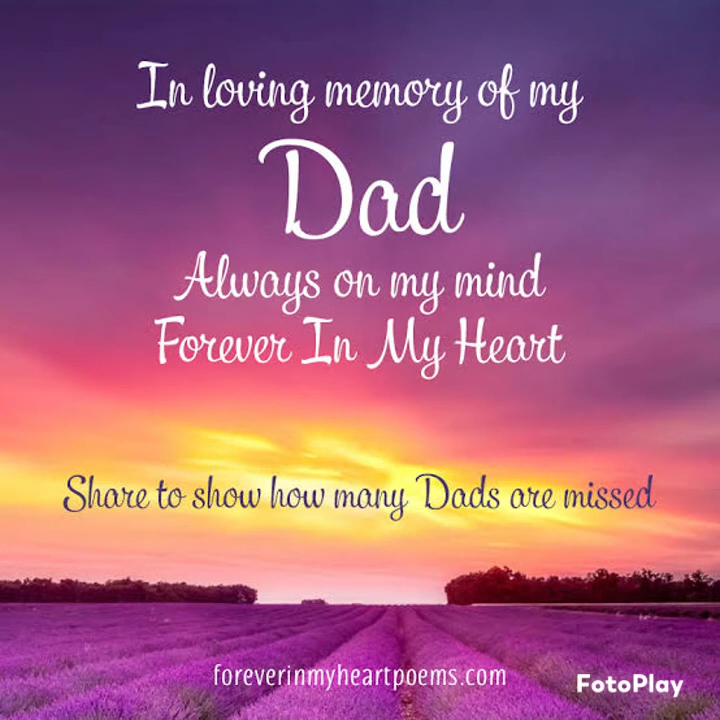 In loving memory of my
Dad
Always on my mind
Forever In My Heart
Share to show how many Dads are missed
foreverinmyheartpoems.com
FotoPlay